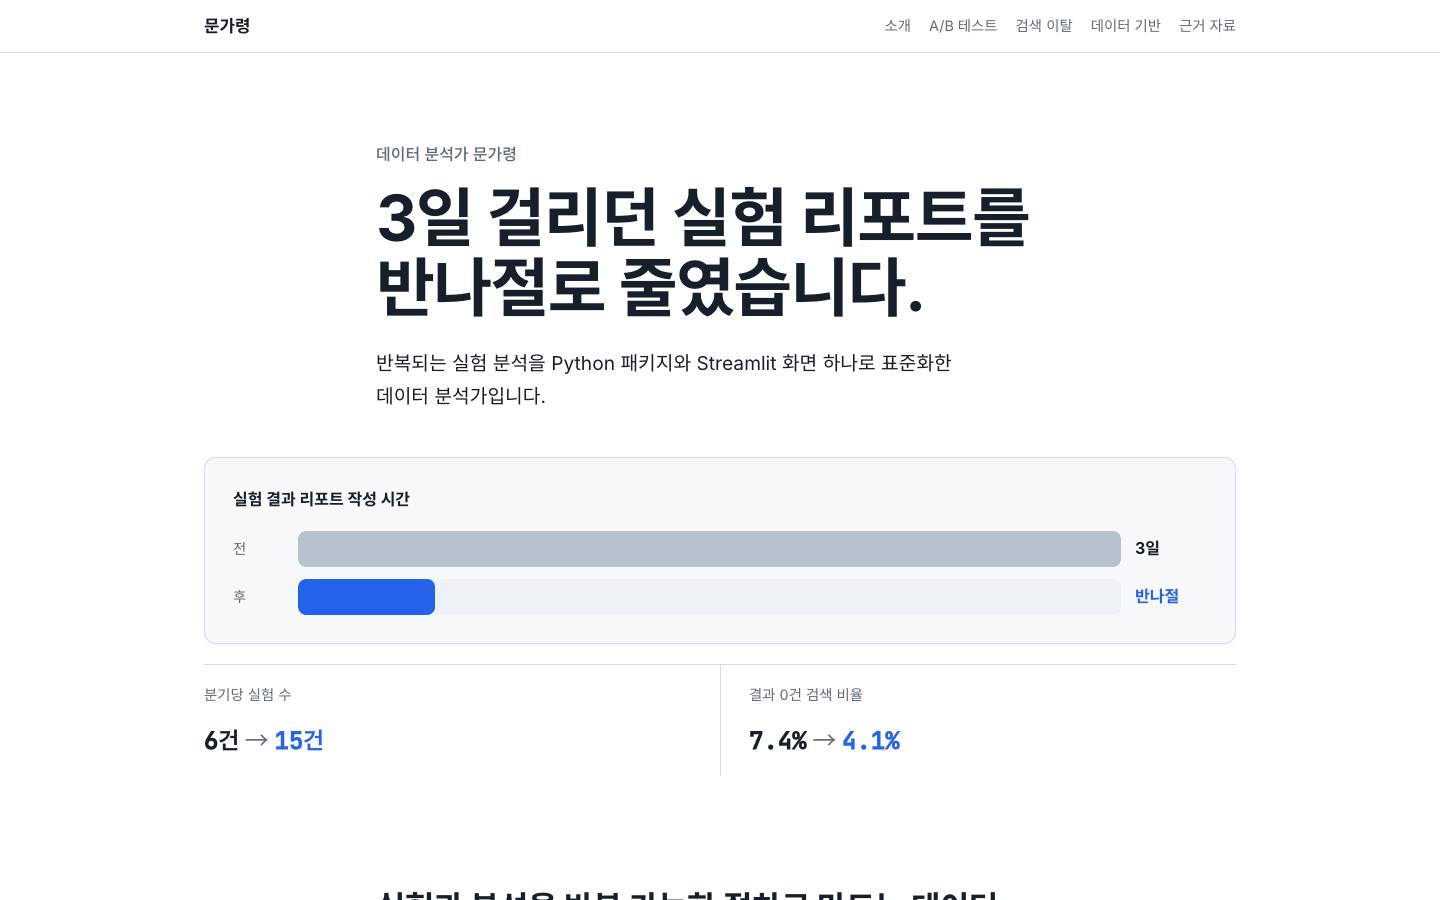 문가령
소개 A/B 테스트 검색 이탈 데이터 기반 근거 자료
데이터 분석가 문가령
3일 걸리던 실험 리포트를
반나절로 줄였습니다.
반복되는 실험 분석을 Python 패키지와 Streamlit 화면 하나로 표준화한
데이터 분석가입니다.
실험 결과 리포트 작성 시간
전 3일
후 반나절
분기당 실험 수
6건 → 15건
결과 0건 검색 비율
7.4% → 4.1%